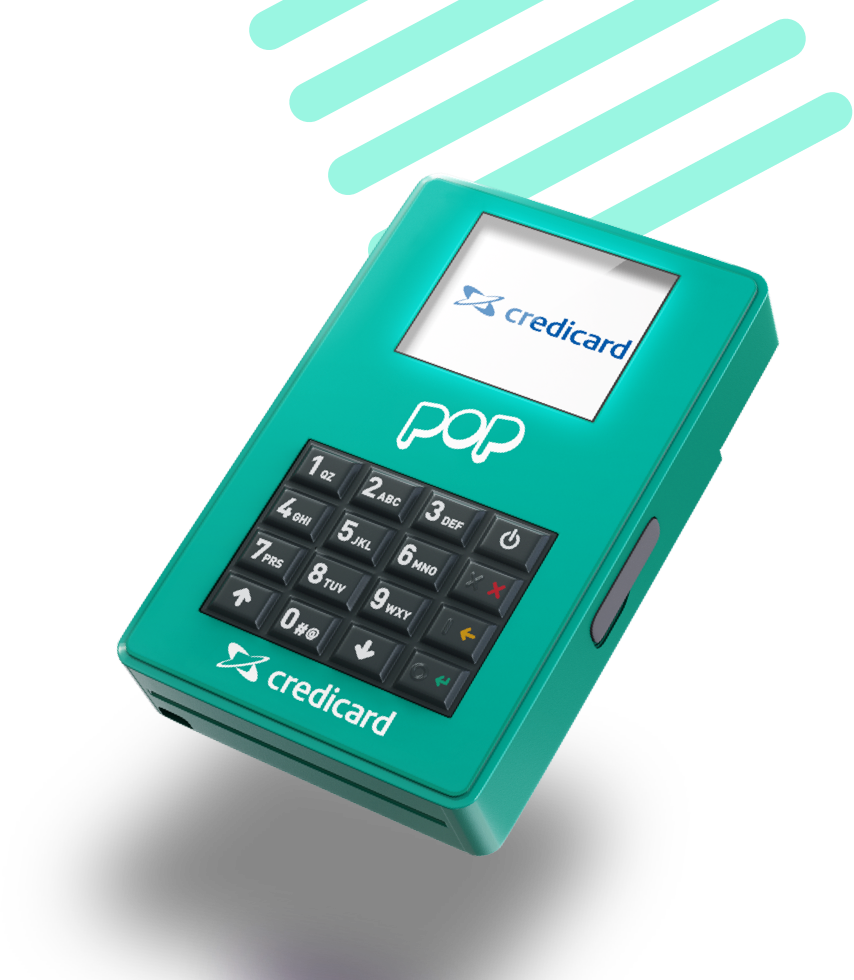 credicard
POP
1 QZ 2 ABC 3 DEF
4 GHI 5 JKL 6 MNO
7 PRS 8 TUV 9 WXY
0 #@
credicard